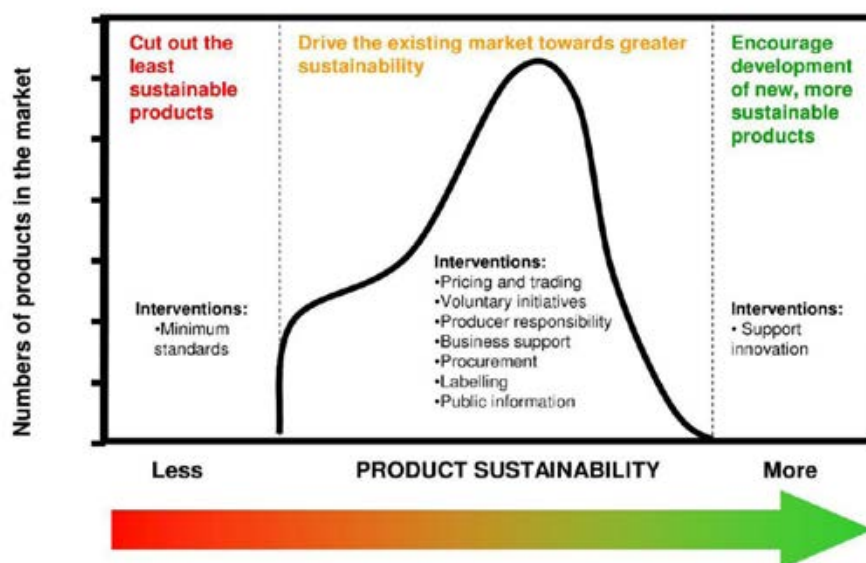 Numbers of products in the market
Cut out the
least
sustainable
products
Drive the existing market towards greater
sustainability
Encourage
development
of new, more
sustainable
products
Interventions:
•Minimum
standards
Interventions:
•Pricing and trading
•Voluntary initiatives
•Producer responsibility
•Business support
•Procurement
•Labelling
•Public information
Interventions:
• Support
innovation
Less
PRODUCT SUSTAINABILITY
More